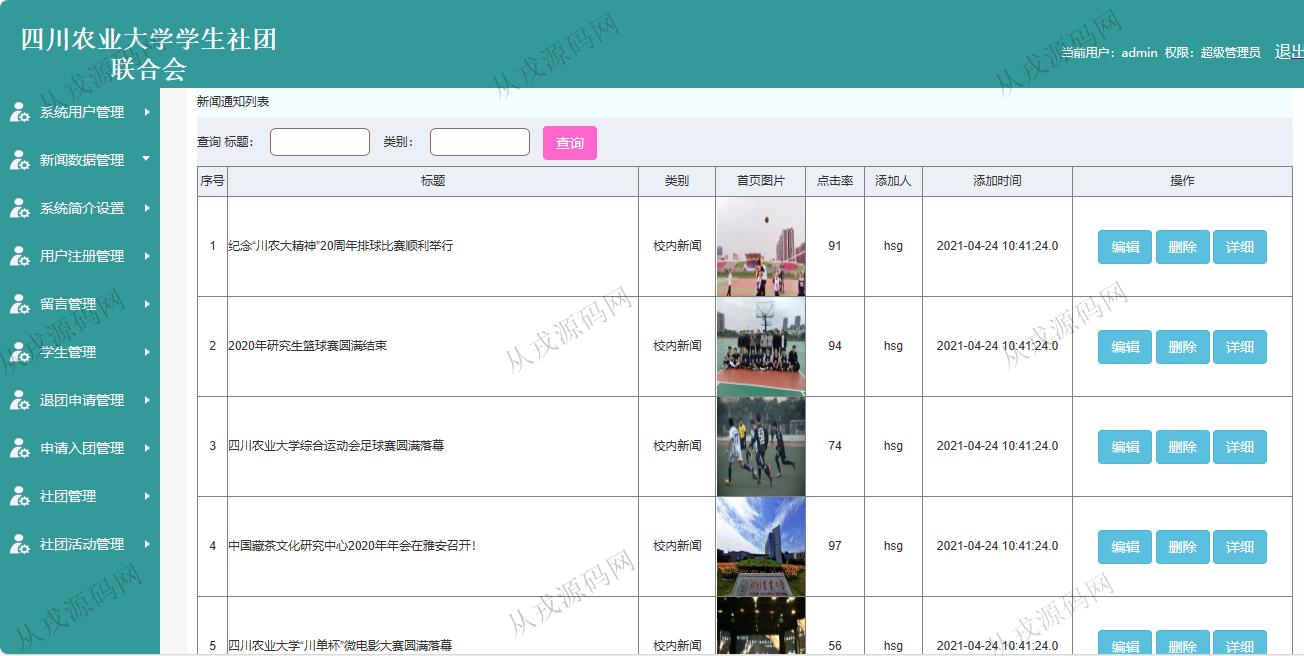 四川农业大学学生社团
联合会
当前用户：admin 权限：超级管理员 退出
系统用户管理
新闻数据管理
系统简介设置
用户注册管理
留言管理
学生管理
退团申请管理
申请入团管理
社团管理
社团活动管理
新闻通知列表
查询 标题： 类别： 查询
序号 标题 类别 首页图片 点击率 添加人 添加时间 操作
1 纪念“川农大精神”20周年排球比赛顺利举行 校内新闻 91 hsg 2021-04-24 10:41:24.0 编辑 删除 详细
2 2020年研究生篮球赛圆满结束 校内新闻 94 hsg 2021-04-24 10:41:24.0 编辑 删除 详细
3 四川农业大学综合运动会足球赛圆满落幕 校内新闻 74 hsg 2021-04-24 10:41:24.0 编辑 删除 详细
4 中国藏茶文化研究中心2020年年会在雅安召开！ 校内新闻 97 hsg 2021-04-24 10:41:24.0 编辑 删除 详细
5 四川农业大学“川单杯”微电影大赛圆满落幕 校内新闻 56 hsg 2021-04-24 10:41:24.0 编辑 删除 详细
从戎源码网
从戎源码网
从戎源码网
从戎源码网
从戎源码网
从戎源码网
从戎源码网
从戎源码网
从戎源码网